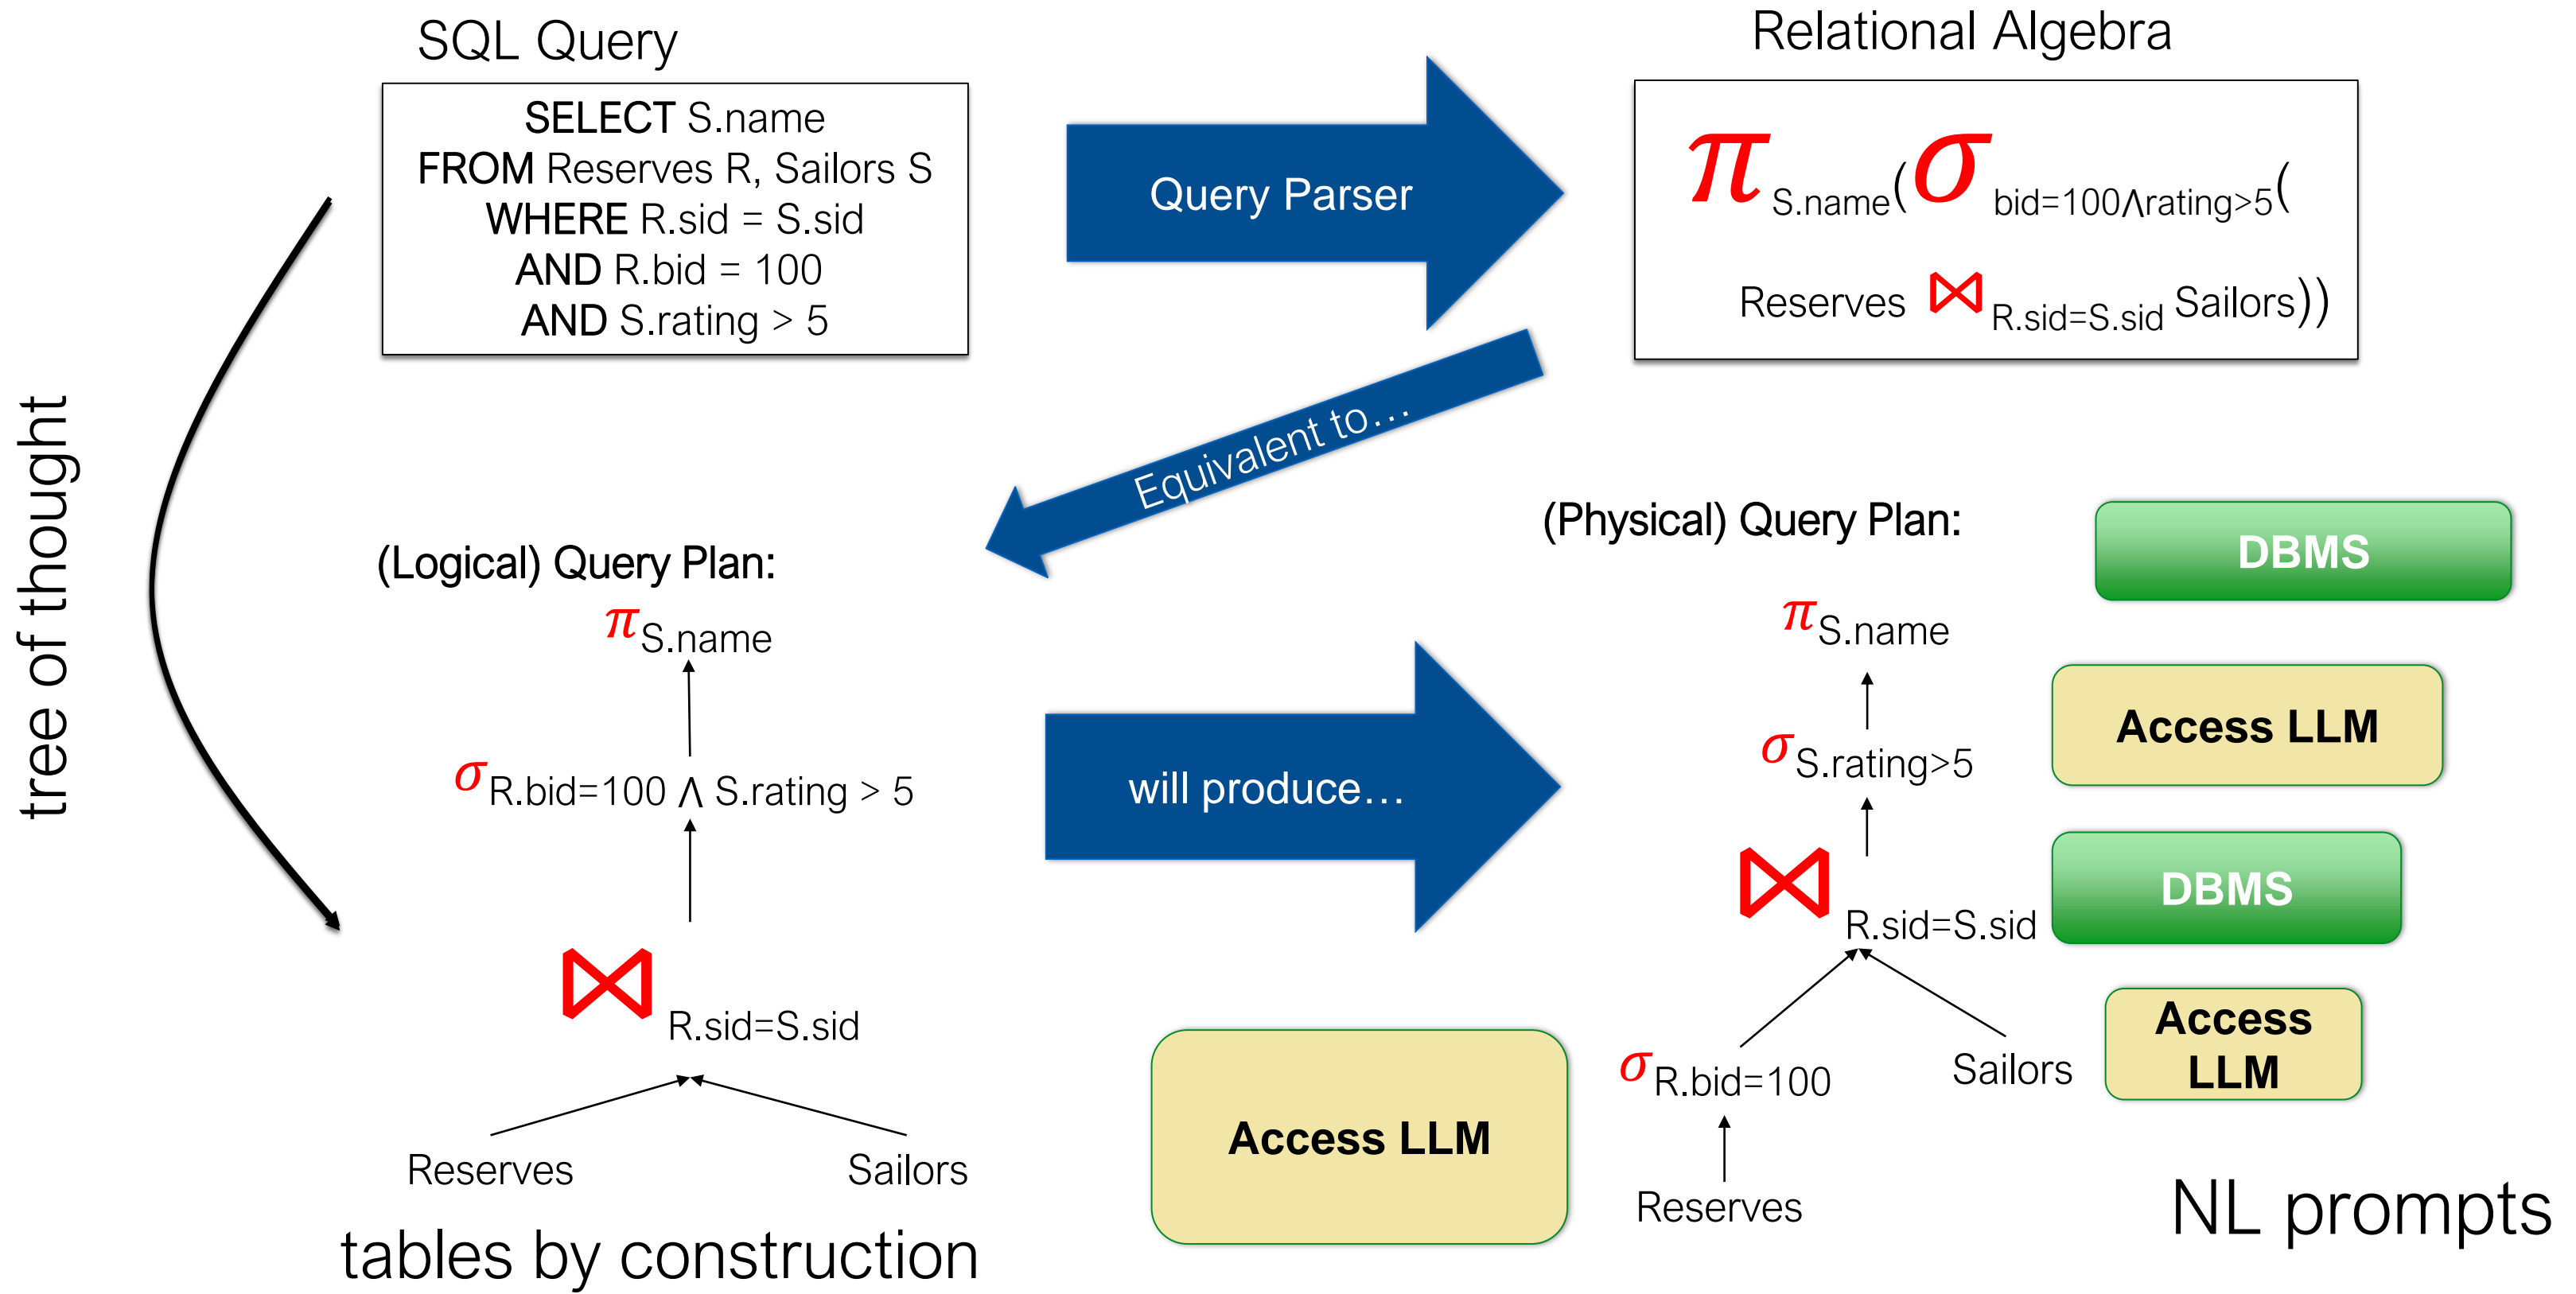 SQL Query
SELECT S.name
FROM Reserves R, Sailors S
WHERE R.sid = S.sid
AND R.bid = 100
AND S.rating > 5
Query Parser
Relational Algebra
π S.name(σ bid=100⋀rating>5(
Reserves ⋈ R.sid=S.sid Sailors))
Equivalent to…
tree of thought
(Logical) Query Plan:
π S.name
σ R.bid=100 ⋀ S.rating > 5
⋈ R.sid=S.sid
Reserves
Sailors
tables by construction
will produce…
(Physical) Query Plan:
π S.name
σ S.rating>5
⋈ R.sid=S.sid
σ R.bid=100
Sailors
Reserves
DBMS
Access LLM
DBMS
Access
LLM
Access LLM
NL prompts